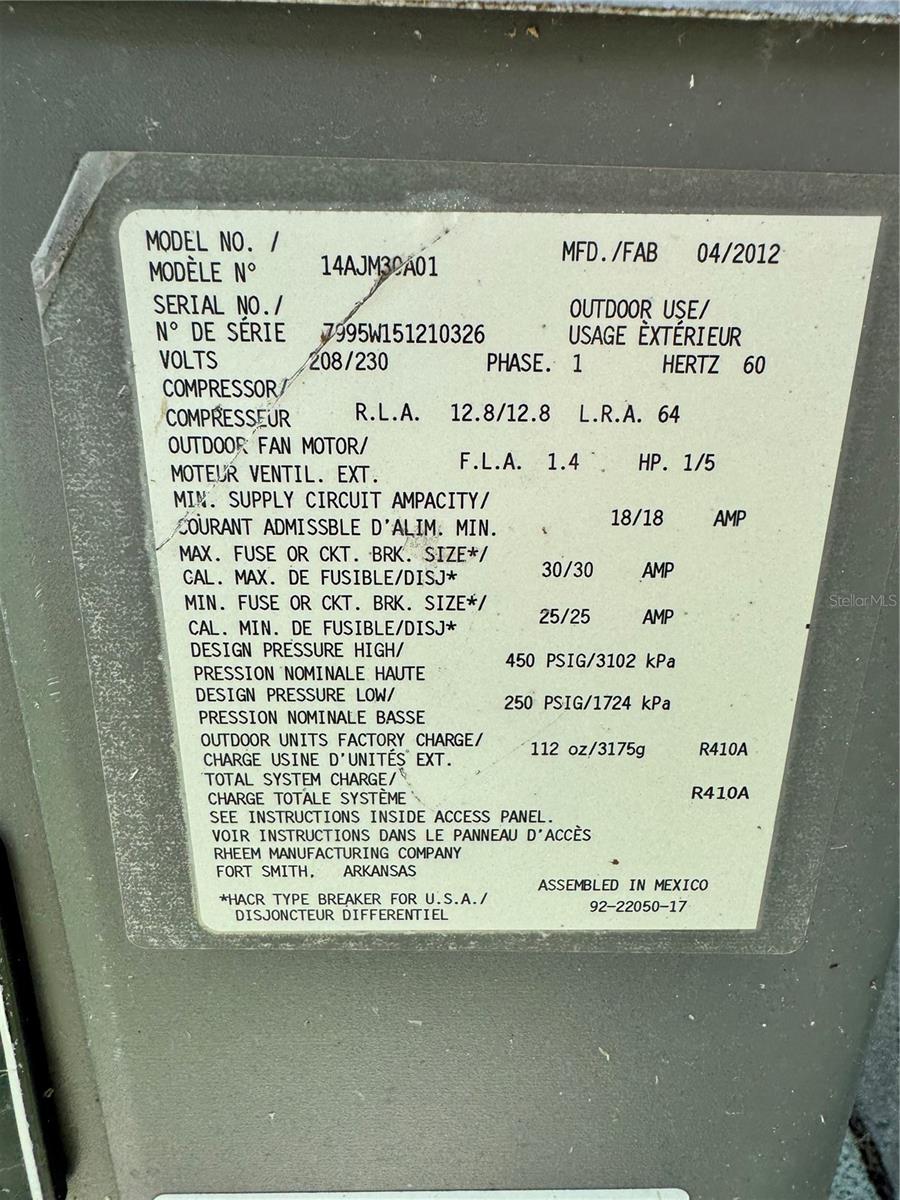 MODEL NO. /
MODÈLE N° 14AJM30A01 MFD./FAB 04/2012
SERIAL NO./ OUTDOOR USE/
N° DE SÉRIE 7995W151210326 USAGE ÈXTÉRIEUR
VOLTS 208/230 PHASE. 1 HERTZ 60
COMPRESSOR/
COMPRESSEUR R.L.A. 12.8/12.8 L.R.A. 64
OUTDOOR FAN MOTOR/
MOTEUR VENTIL. EXT. F.L.A. 1.4 HP. 1/5
MIN. SUPPLY CIRCUIT AMPACITY/
COURANT ADMISSBLE D'ALIM. MIN. 18/18 AMP
MAX. FUSE OR CKT. BRK. SIZE*/
CAL. MAX. DE FUSIBLE/DISJ* 30/30 AMP
MIN. FUSE OR CKT. BRK. SIZE*/
CAL. MIN. DE FUSIBLE/DISJ* 25/25 AMP
DESIGN PRESSURE HIGH/
PRESSION NOMINALE HAUTE 450 PSIG/3102 kPa
DESIGN PRESSURE LOW/
PRESSION NOMINALE BASSE 250 PSIG/1724 kPa
OUTDOOR UNITS FACTORY CHARGE/
CHARGE USINE D'UNITÉS EXT. 112 oz/3175g R410A
TOTAL SYSTEM CHARGE/
CHARGE TOTALE SYSTÈME R410A
SEE INSTRUCTIONS INSIDE ACCESS PANEL.
VOIR INSTRUCTIONS DANS LE PANNEAU D'ACCÈS
RHEEM MANUFACTURING COMPANY
FORT SMITH, ARKANSAS
*HACR TYPE BREAKER FOR U.S.A./ ASSEMBLED IN MEXICO
DISJONCTEUR DIFFERENTIEL 92-22050-17
StellarMLS